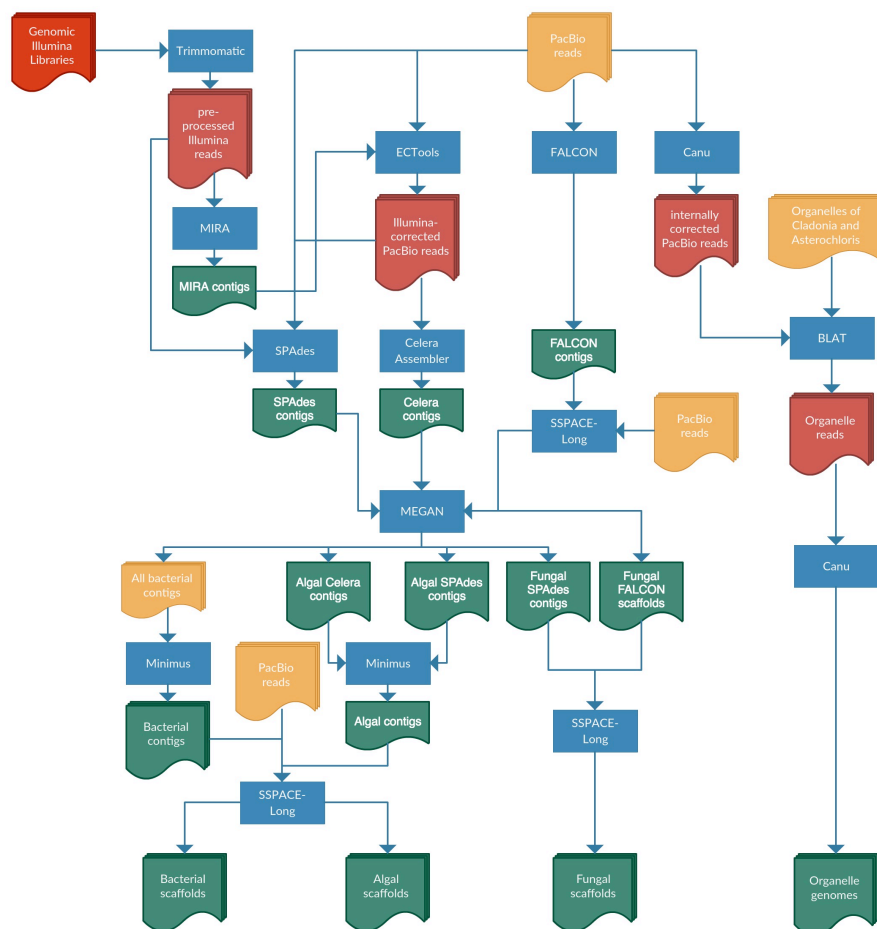 Genomic
Illumina
Libraries
Trimmomatic
PacBio
reads
pre-
processed
Illumina
reads
ECTools
FALCON
Canu
MIRA
Illumina-
corrected
PacBio reads
internally
corrected
PacBio reads
Organelles of
Cladonia and
Asterochloris
MIRA contigs
SPAdes
Celera
Assembler
FALCON
contigs
BLAT
SPAdes
contigs
Celera
contigs
SSPACE-
Long
PacBio
reads
Organelle
reads
MEGAN
All bacterial
contigs
Algal Celera
contigs
Algal SPAdes
contigs
Fungal
SPAdes
contigs
Fungal
FALCON
scaffolds
Canu
Minimus
PacBio
reads
Minimus
Bacterial
contigs
Algal contigs
SSPACE-
Long
SSPACE-
Long
Bacterial
scaffolds
Algal
scaffolds
Fungal
scaffolds
Organelle
genomes